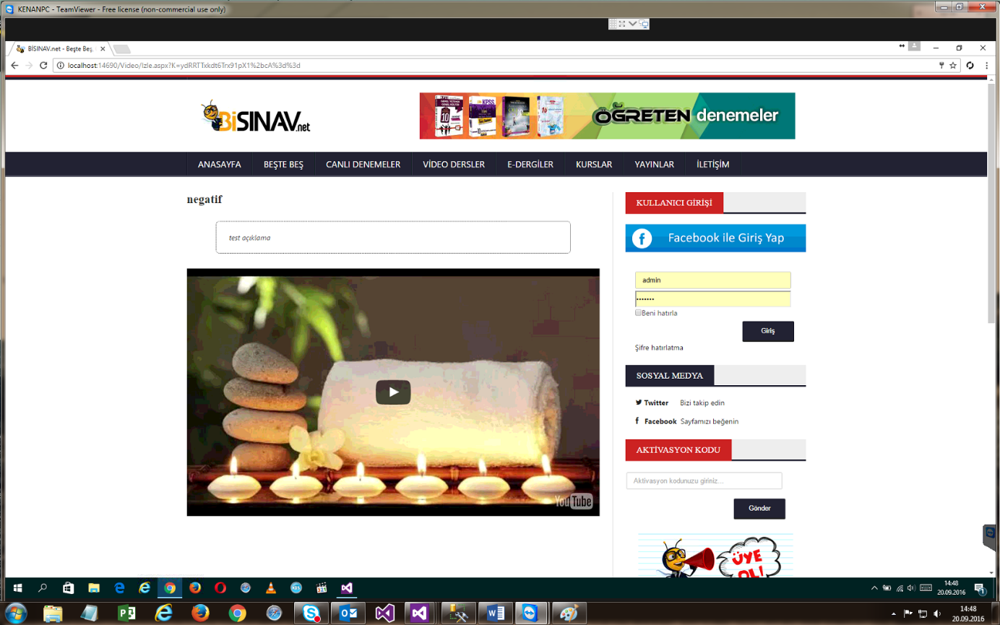 KENANPC - TeamViewer - Free license (non-commercial use only)
BİSINAV.net - Beşte Beş,
localhost:14690/Video/Izle.aspx?K=ydRRTTxkdt6Trx91pX1%2bcA%3d%3d
BiSINAV.net
ÖĞRETEN denemeler
ANASAYFA BEŞTE BEŞ CANLI DENEMELER VİDEO DERSLER E-DERGİLER KURSLAR YAYINLAR İLETİŞİM
negatif
test açıklama
YouTube
KULLANICI GİRİŞİ
Facebook ile Giriş Yap
admin
Beni hatırla
Giriş
Şifre hatırlatma
SOSYAL MEDYA
Twitter Bizi takip edin
Facebook Sayfamızı beğenin
AKTİVASYON KODU
Aktivasyon kodunuzu giriniz...
Gönder
ÜYE
OL!
14:48
20.09.2016
14:48
20.09.2016